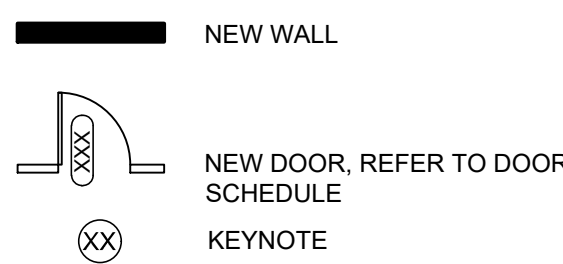 NEW WALL
XXX
NEW DOOR, REFER TO DOOR
SCHEDULE
XX
KEYNOTE